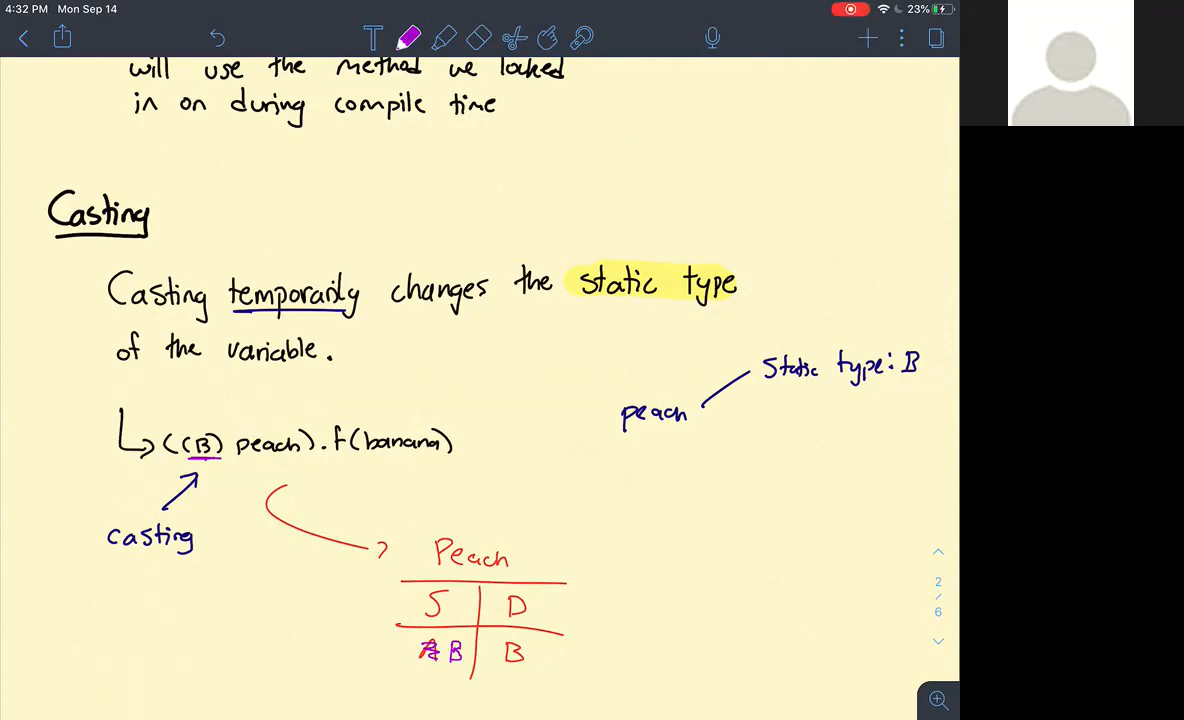 4:32 PM Mon Sep 14
23%
T
will use the method we locked
in on during compile time
Casting
Casting temporarily changes the static type
of the variable.
Static type: B
peach
((B) peach).f(banana)
casting
Peach
S D
A B B
2
/
6